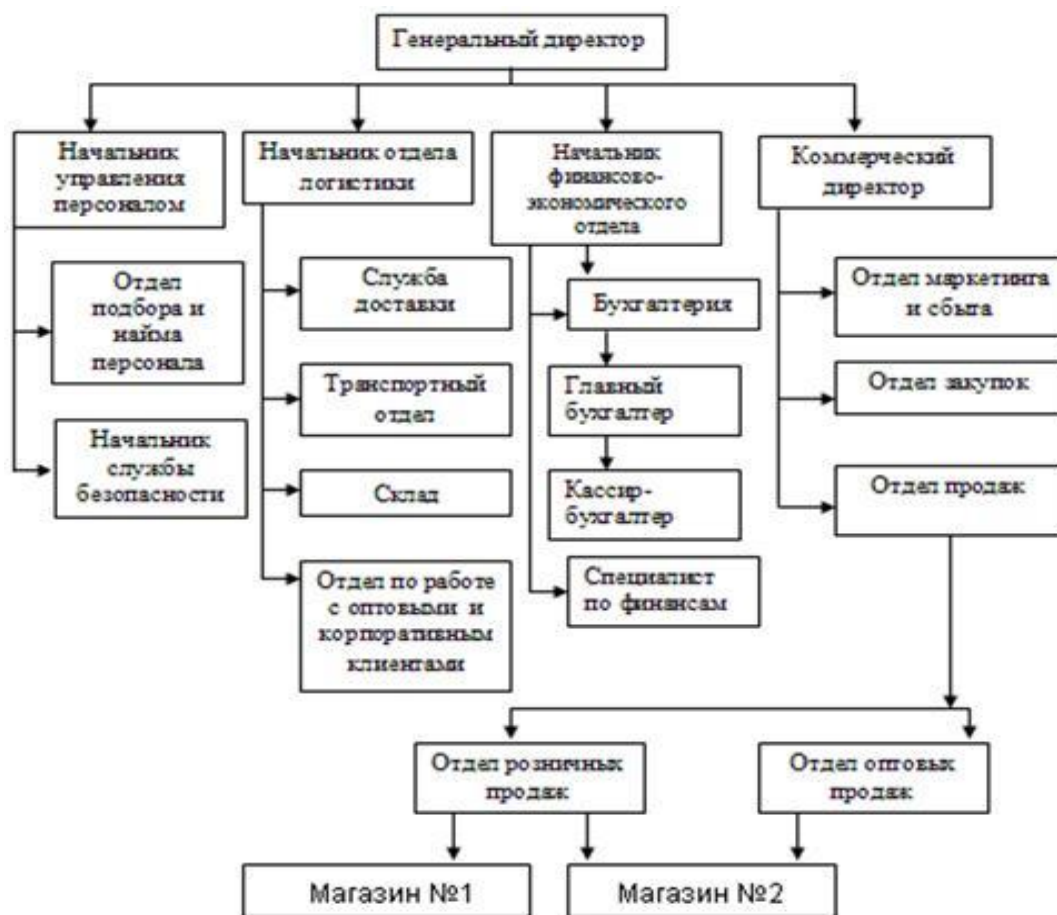 Генеральный директор
Начальник
управления
персоналом
Начальник отдела
логистики
Начальник
финансово-
экономического
отдела
Коммерческий
директор
Отдел
подбора и
найма
персонала
Начальник
службы
безопасности
Служба
доставки
Транспортный
отдел
Склад
Отдел по работе
с оптовыми и
корпоративным
клиентами
Бухгалтерия
Главный
бухгалтер
Кассир-
бухгалтер
Специалист
по финансам
Отдел маркетинга
и сбыта
Отдел закупок
Отдел продаж
Отдел розничных
продаж
Отдел оптовых
продаж
Магазин №1
Магазин №2